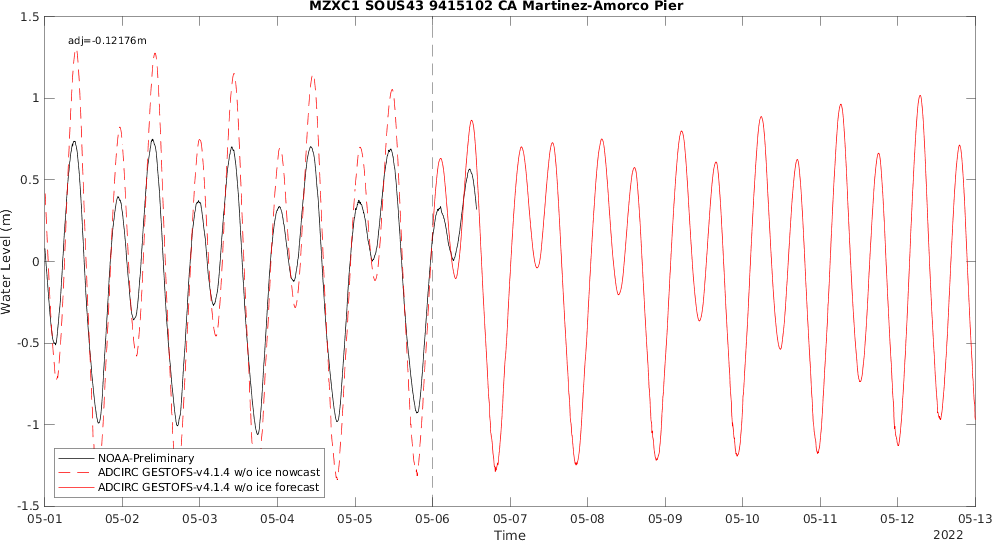 MZXC1 SOUS43 9415102 CA Martinez-Amorco Pier
adj=-0.12176m
Water Level (m)
1.5
1
0.5
0
-0.5
-1
-1.5
NOAA-Preliminary
ADCIRC GESTOFS-v4.1.4 w/o ice nowcast
ADCIRC GESTOFS-v4.1.4 w/o ice forecast
05-01 05-02 05-03 05-04 05-05 05-06 05-07 05-08 05-09 05-10 05-11 05-12 05-13
Time
2022